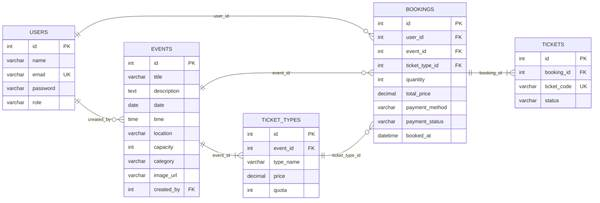 USERS
int id PK
varchar name
varchar email UK
varchar password
varchar role
user_id
created_by
EVENTS
int id PK
varchar title
text description
date date
time time
varchar location
int capacity
varchar category
varchar image_url
int created_by FK
event_id
event_id
TICKET_TYPES
int id PK
int event_id FK
varchar type_name
decimal price
int quota
ticket_type_id
BOOKINGS
int id PK
int user_id FK
int event_id FK
int ticket_type_id FK
int quantity
decimal total_price
varchar payment_method
varchar payment_status
datetime booked_at
booking_id
TICKETS
int id PK
int booking_id FK
varchar ticket_code UK
varchar status